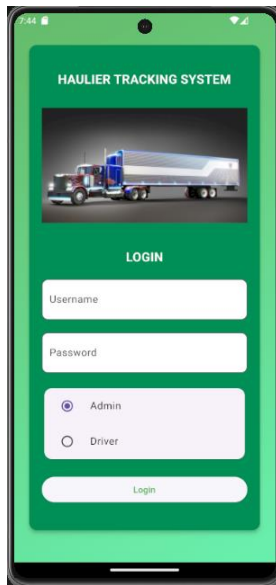 7:44
HAULIER TRACKING SYSTEM
LOGIN
Username
Password
Admin
Driver
Login